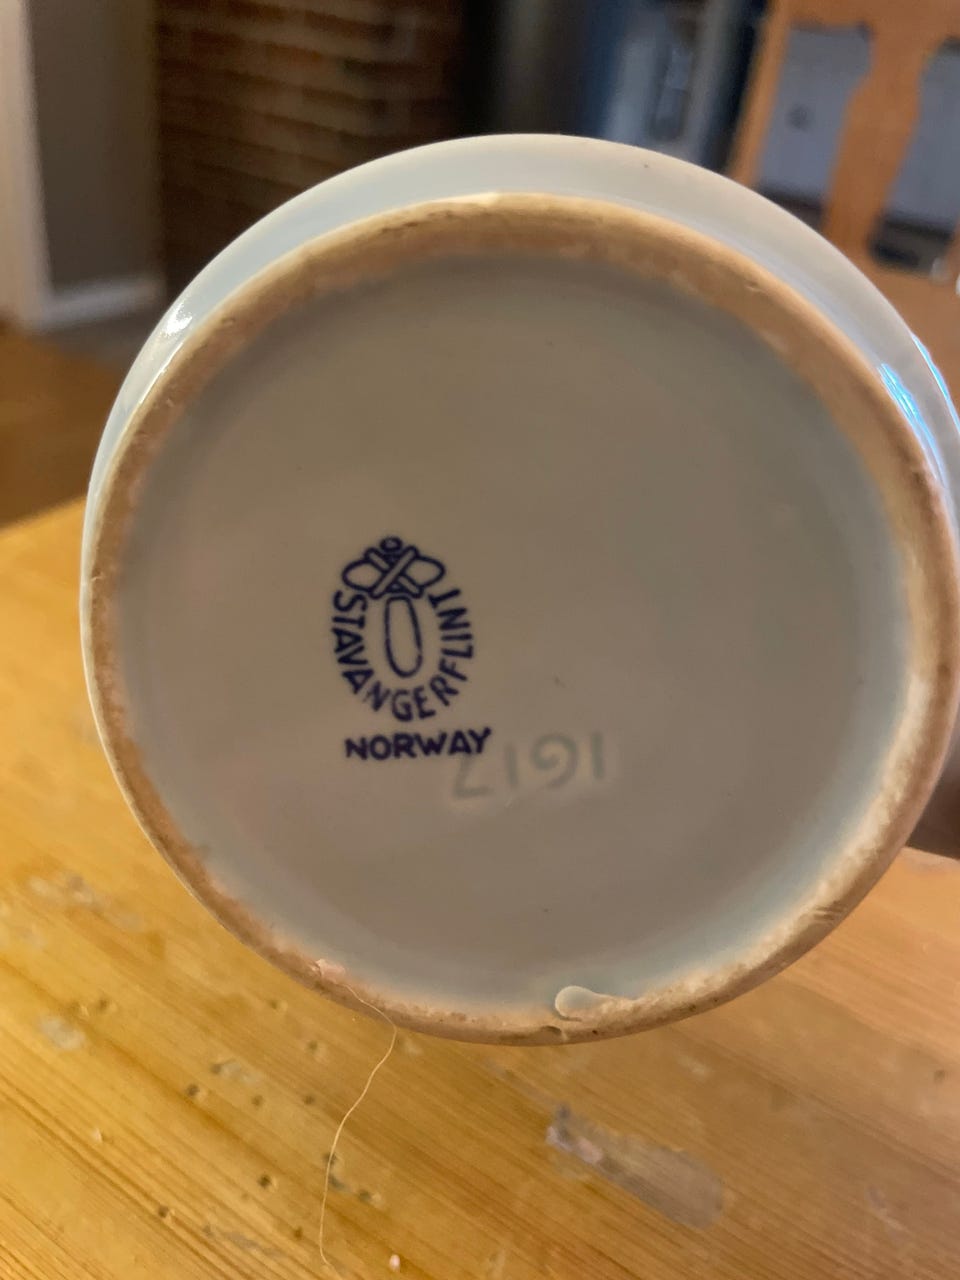 STAVANGERFLINT
NORWAY
1617